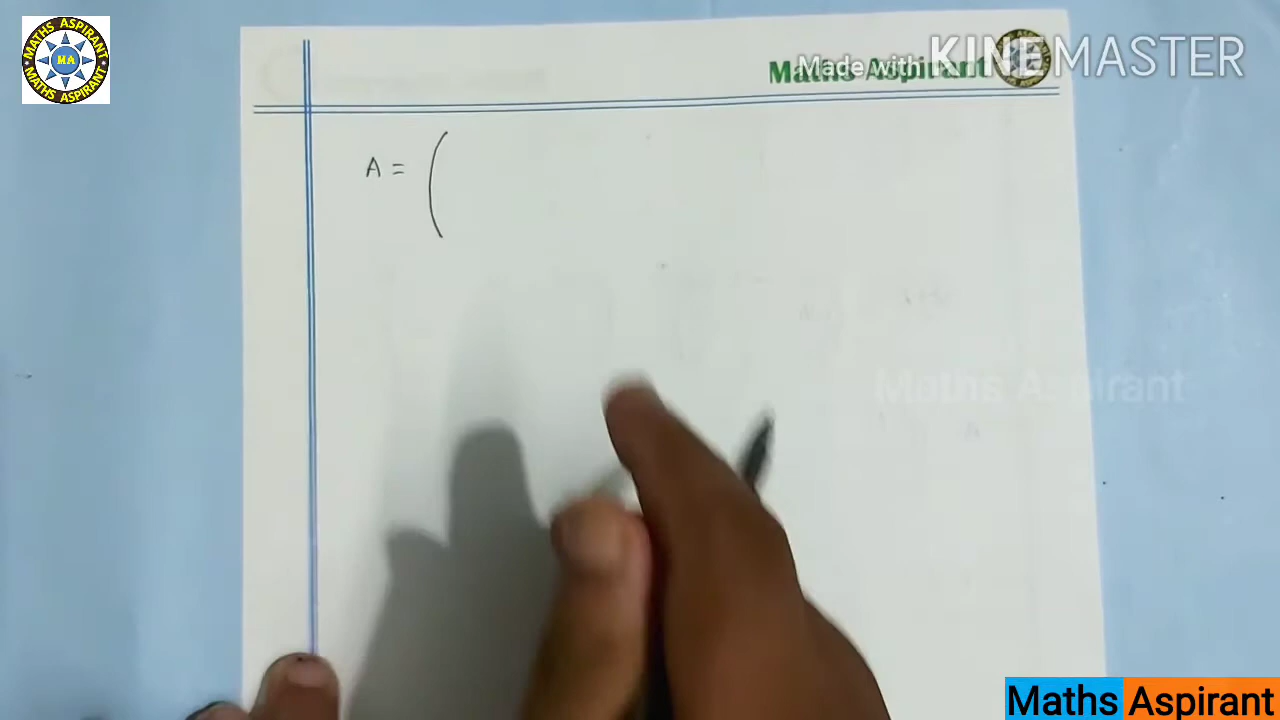 MATHS ASPIRANT
MA
MATHS ASPIRANT
Maths Aspirant
Made with KINEMASTER
A = (
Maths Aspirant
Maths Aspirant